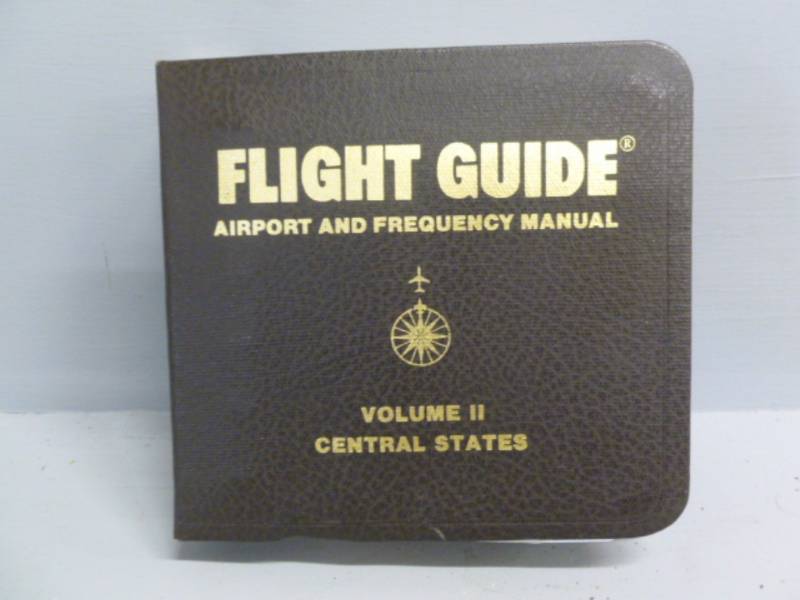 FLIGHT GUIDE®
AIRPORT AND FREQUENCY MANUAL
VOLUME II
CENTRAL STATES